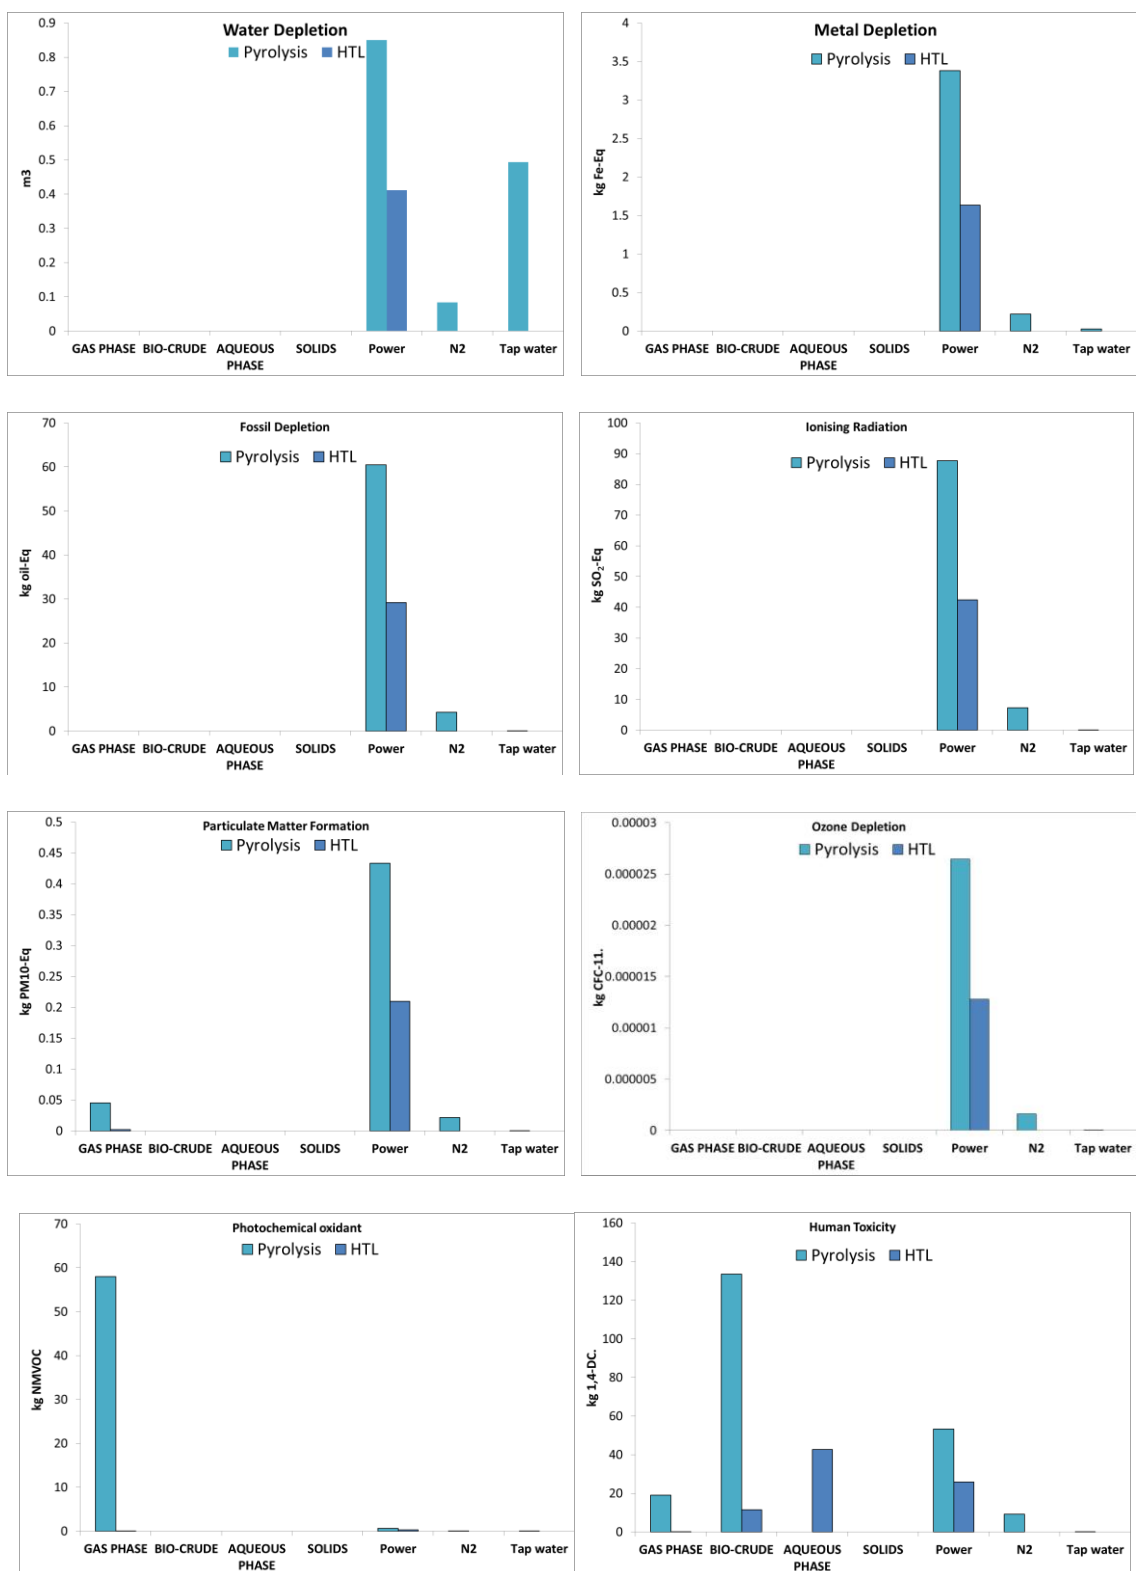 Water Depletion
Pyrolysis HTL
m3
0.9
0.8
0.7
0.6
0.5
0.4
0.3
0.2
0.1
0
GAS PHASE BIO-CRUDE AQUEOUS SOLIDS Power N2 Tap water
PHASE
Metal Depletion
Pyrolysis HTL
kg Fe-Eq
4
3.5
3
2.5
2
1.5
1
0.5
0
GAS PHASE BIO-CRUDE AQUEOUS SOLIDS Power N2 Tap water
PHASE
Fossil Depletion
Pyrolysis HTL
kg oil-Eq
70
60
50
40
30
20
10
0
GAS PHASE BIO-CRUDE AQUEOUS SOLIDS Power N2 Tap water
PHASE
Ionising Radiation
Pyrolysis HTL
kg SO₂-Eq
100
90
80
70
60
50
40
30
20
10
0
GAS PHASE BIO-CRUDE AQUEOUS SOLIDS Power N2 Tap water
PHASE
Particulate Matter Formation
Pyrolysis HTL
kg PM10-Eq
0.5
0.45
0.4
0.35
0.3
0.25
0.2
0.15
0.1
0.05
0
GAS PHASE BIO-CRUDE AQUEOUS SOLIDS Power N2 Tap water
PHASE
Ozone Depletion
Pyrolysis HTL
kg CFC-11.
0.00003
0.000025
0.00002
0.000015
0.00001
0.000005
0
GAS PHASE BIO-CRUDE AQUEOUS SOLIDS Power N2 Tap water
PHASE
Photochemical oxidant
Pyrolysis HTL
kg NMVOC
70
60
50
40
30
20
10
0
GAS PHASE BIO-CRUDE AQUEOUS SOLIDS Power N2 Tap water
PHASE
Human Toxicity
Pyrolysis HTL
kg 1,4-DC.
160
140
120
100
80
60
40
20
0
GAS PHASE BIO-CRUDE AQUEOUS SOLIDS Power N2 Tap water
PHASE